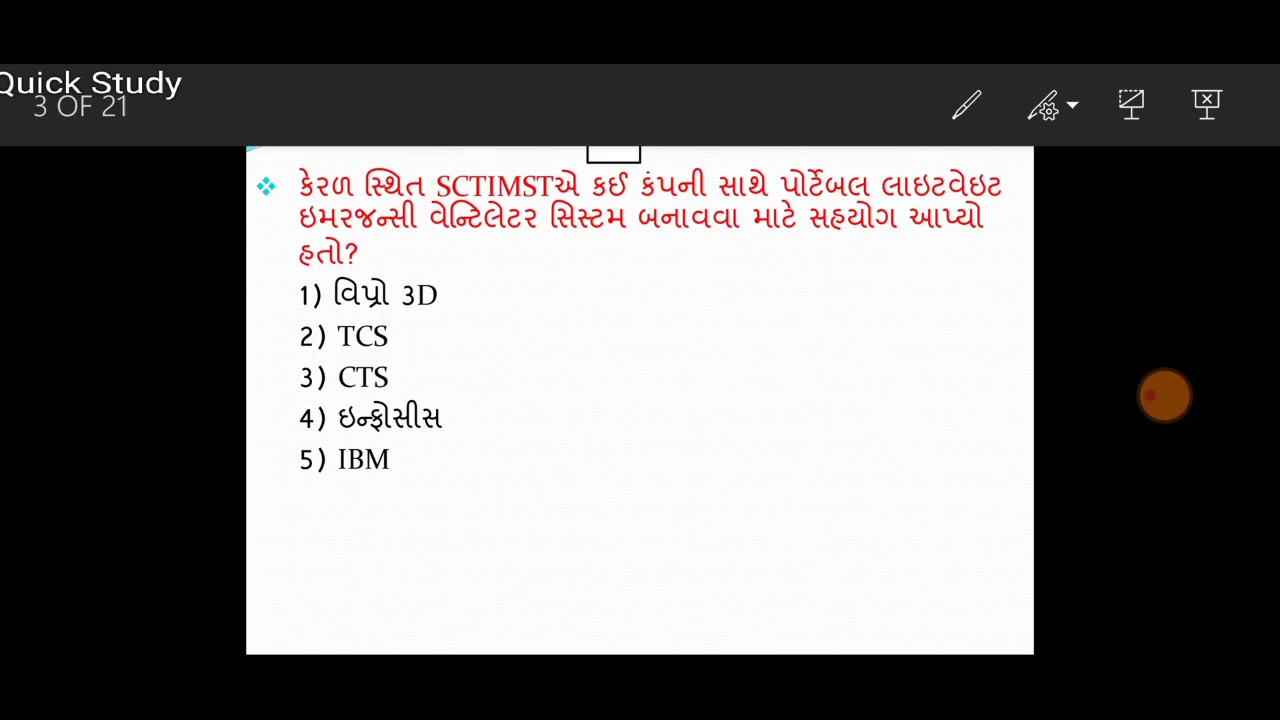 Quick Study
3 OF 21
કેરળ સ્થિત SCTIMSTએ કઈ કંપની સાથે પોર્ટેબલ લાઇટવેઇટ
ઇમરજન્સી વેન્ટિલેટર સિસ્ટમ બનાવવા માટે સહયોગ આપ્યો
હતો?
1) વિપ્રો 3D
2) TCS
3) CTS
4) ઇન્ફોસીસ
5) IBM